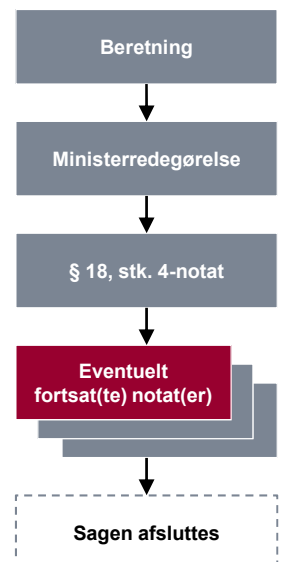 Beretning
Ministerredegørelse
§ 18, stk. 4-notat
Eventuelt
fortsat(te) notat(er)
Sagen afsluttes